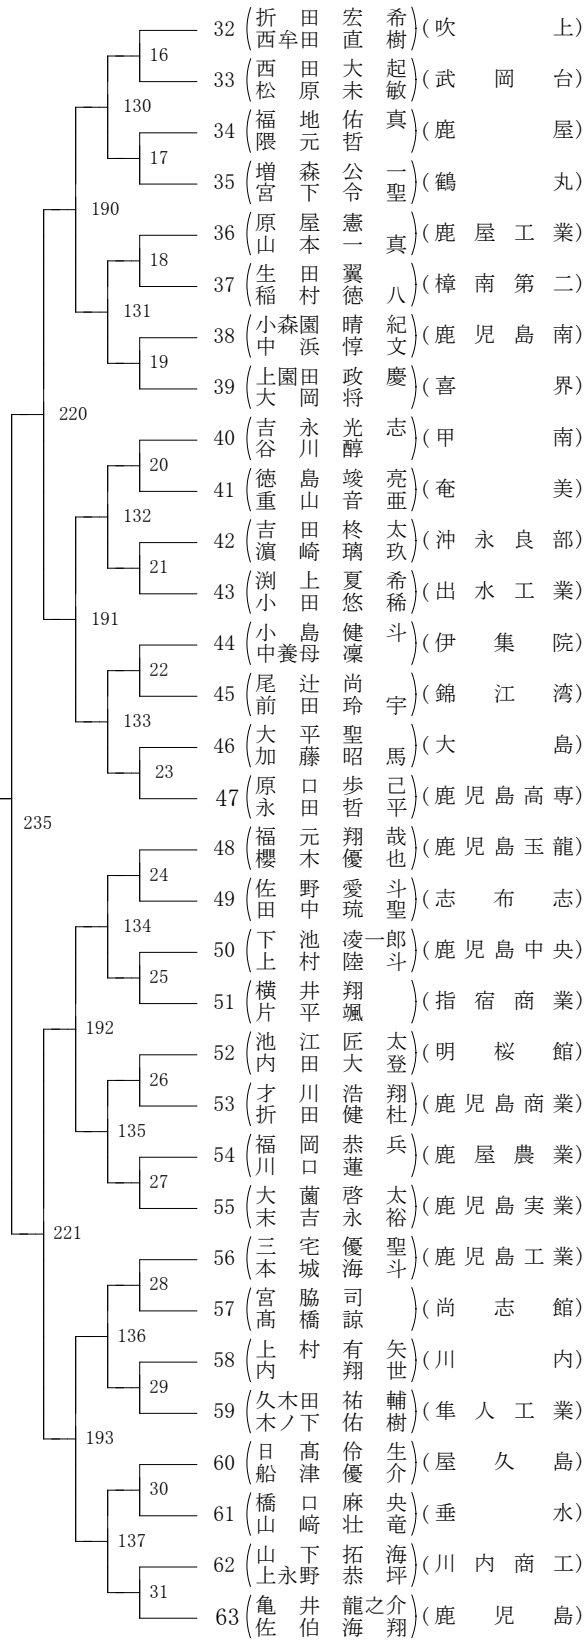 32 (折田宏希 西牟田直樹) (吹上)
16
33 (西田大起 松原未敏) (武岡台)
130
34 (福地佑真 隈元哲) (鹿屋)
17
35 (増森公一 宮下令聖) (鶴丸)
190
36 (原屋憲 山本一真) (鹿屋工業)
18
37 (生田翼 稲村徳八) (樟南第二)
131
38 (小森園晴紀 中浜惇文) (鹿児島南)
19
39 (上園田政慶 大岡将) (喜界)
220
40 (吉永光志 谷川醇) (甲南)
20
41 (徳島竣亮 重山音亜) (奄美)
132
42 (吉田柊太 濵崎璃玖) (沖永良部)
21
43 (渕上夏希 小田悠稀) (出水工業)
191
44 (小島健斗 中養母凜) (伊集院)
22
45 (尾辻尚 前田玲宇) (錦江湾)
133
46 (大平聖 加藤昭馬) (大島)
23
47 (原口歩己 永田哲平) (鹿児島高専)
235
48 (福元翔哉 櫻木優也) (鹿児島玉龍)
24
49 (佐野愛斗 田中琉聖) (志布志)
134
50 (下池凌一郎 上村陸斗) (鹿児島中央)
25
51 (横井翔 片平颯) (指宿商業)
192
52 (池江匠太 内田大登) (明桜館)
26
53 (才川浩翔 折田健杜) (鹿児島商業)
135
54 (福岡恭兵 川口蓮) (鹿屋農業)
27
55 (大薗啓太 末吉永裕) (鹿児島実業)
221
56 (三宅優聖 本城海斗) (鹿児島工業)
28
57 (宮脇司 髙橋諒) (尚志館)
136
58 (上村有矢 内翔世) (川内)
29
59 (久木田祐輔 木ノ下佑樹) (隼人工業)
193
60 (日髙伶生 船津優介) (屋久島)
30
61 (橋口麻央 山﨑壮竜) (垂水)
137
62 (山下拓海 上永野恭坪) (川内商工)
31
63 (亀井龍之介 佐伯海翔) (鹿児島)